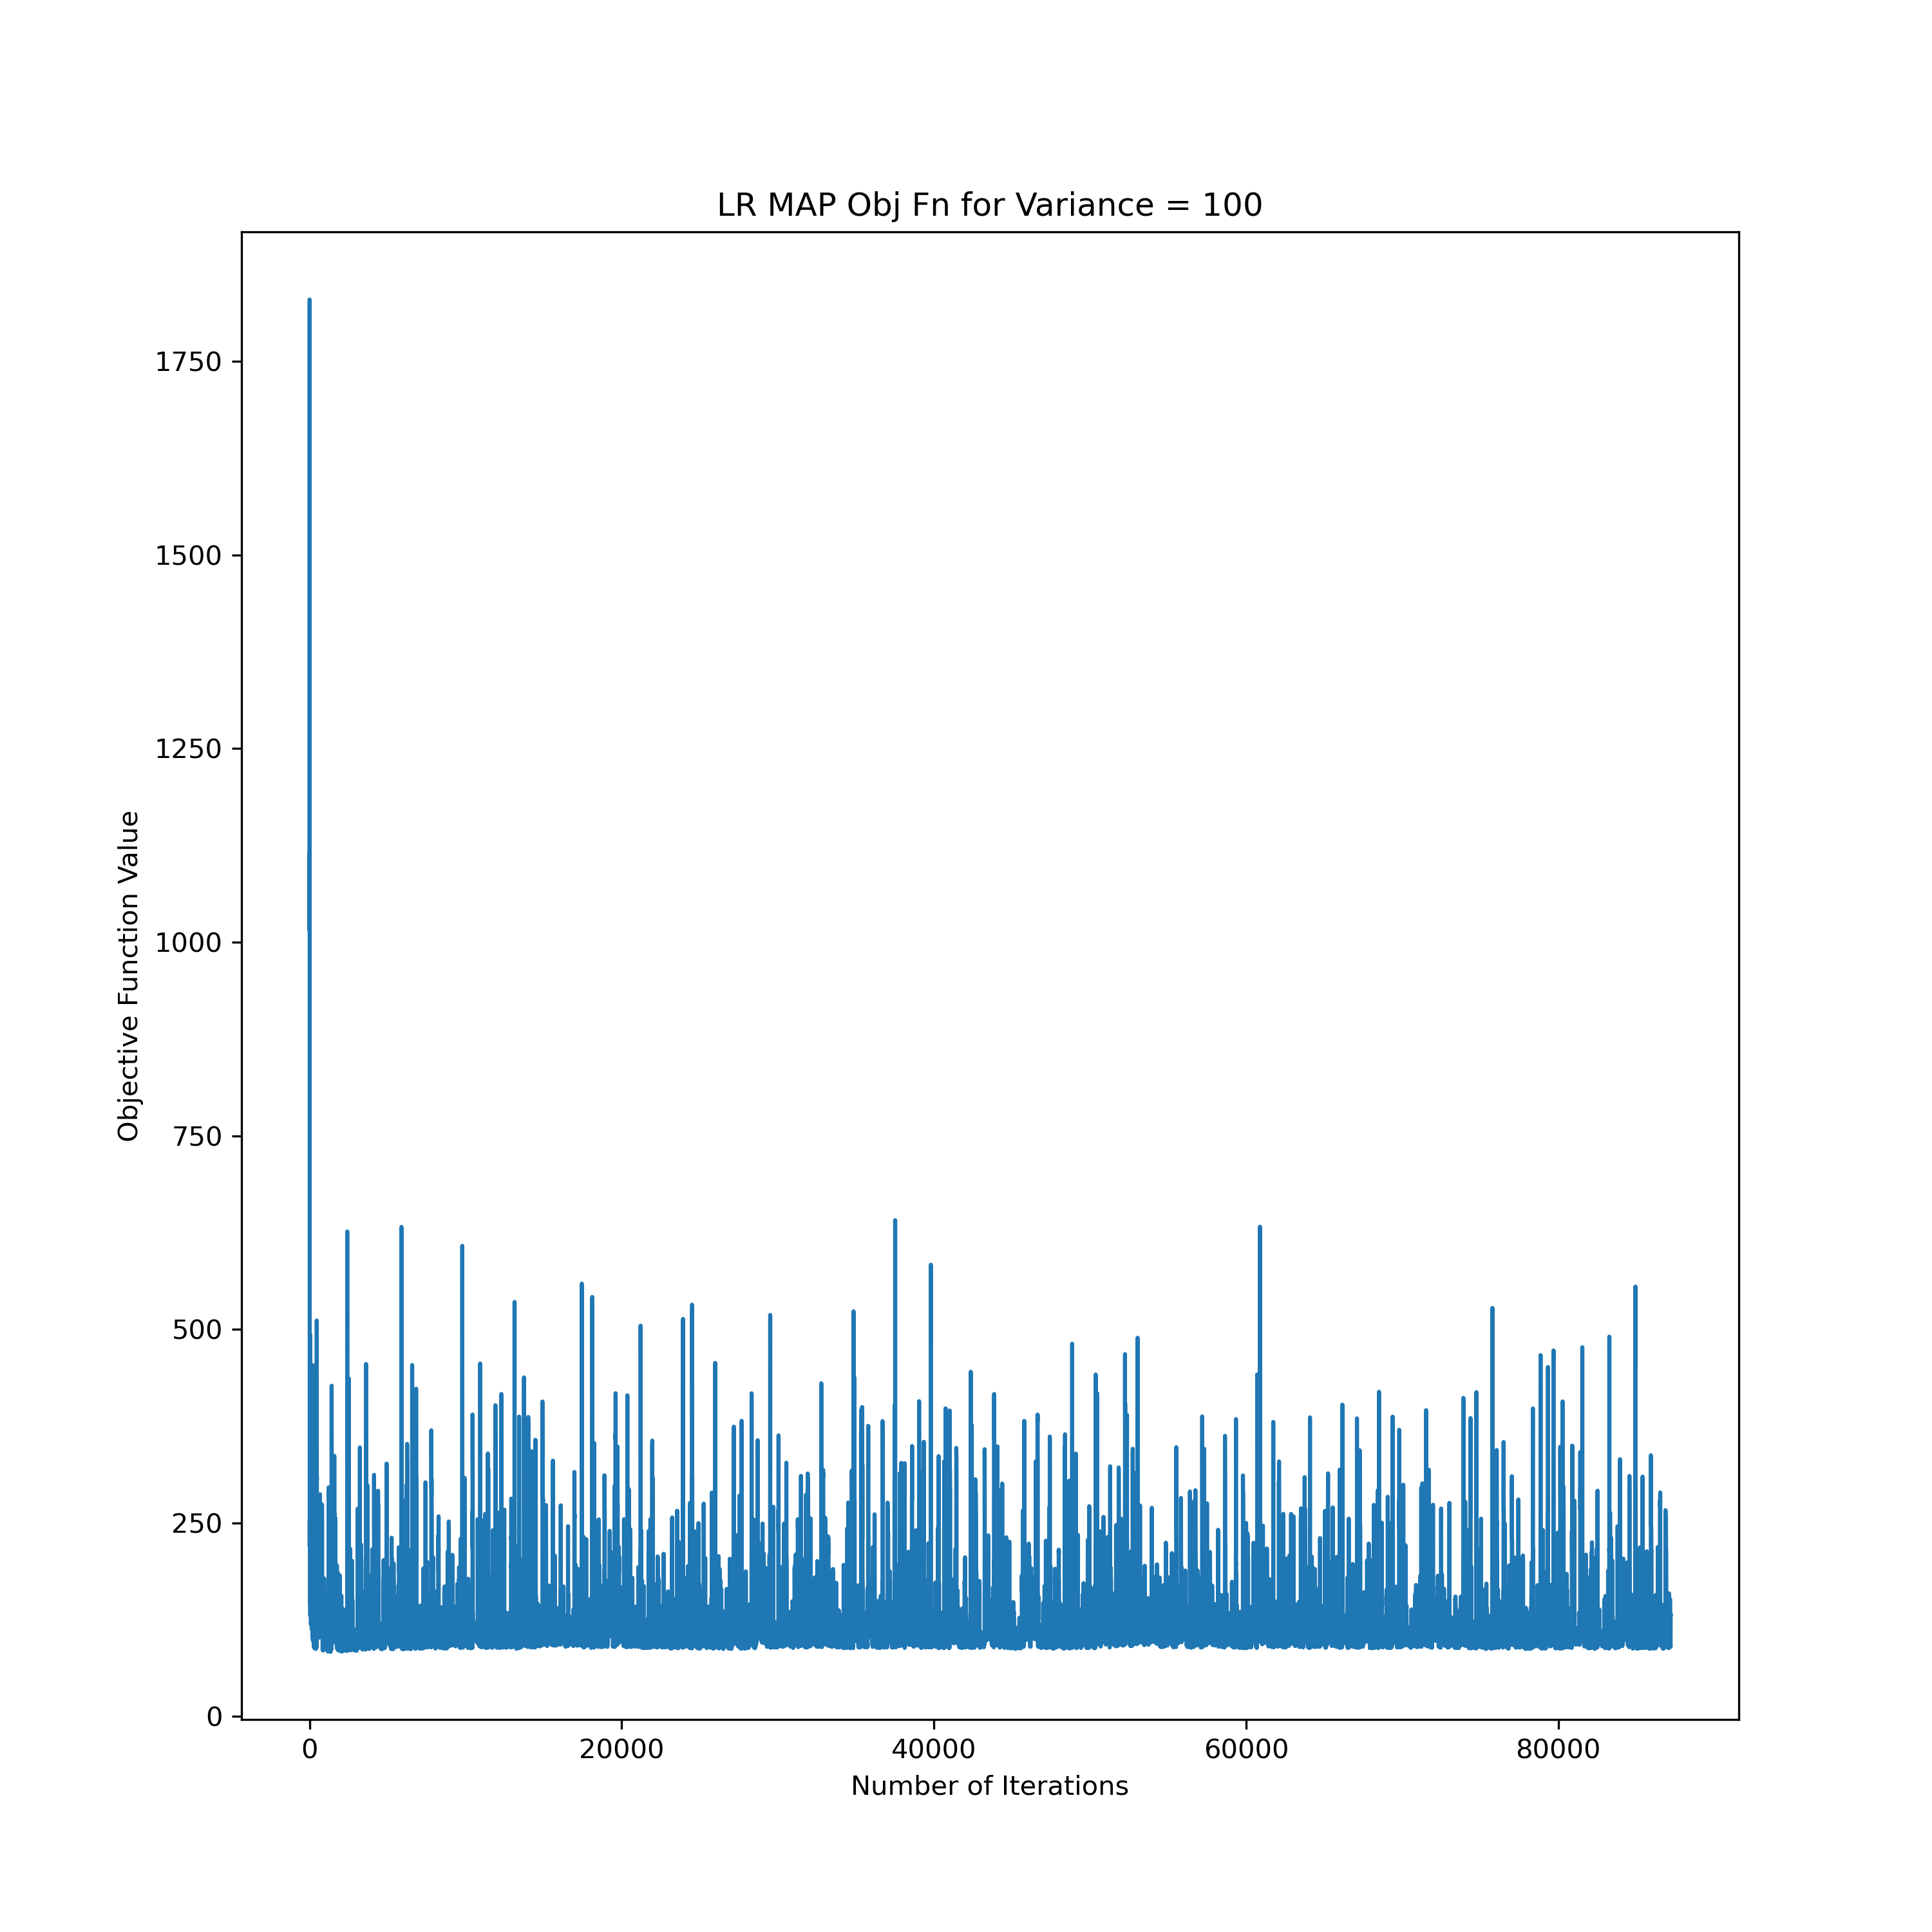 LR MAP Obj Fn for Variance = 100
1750
1500
1250
1000
750
500
250
0
Objective Function Value
0 20000 40000 60000 80000
Number of Iterations